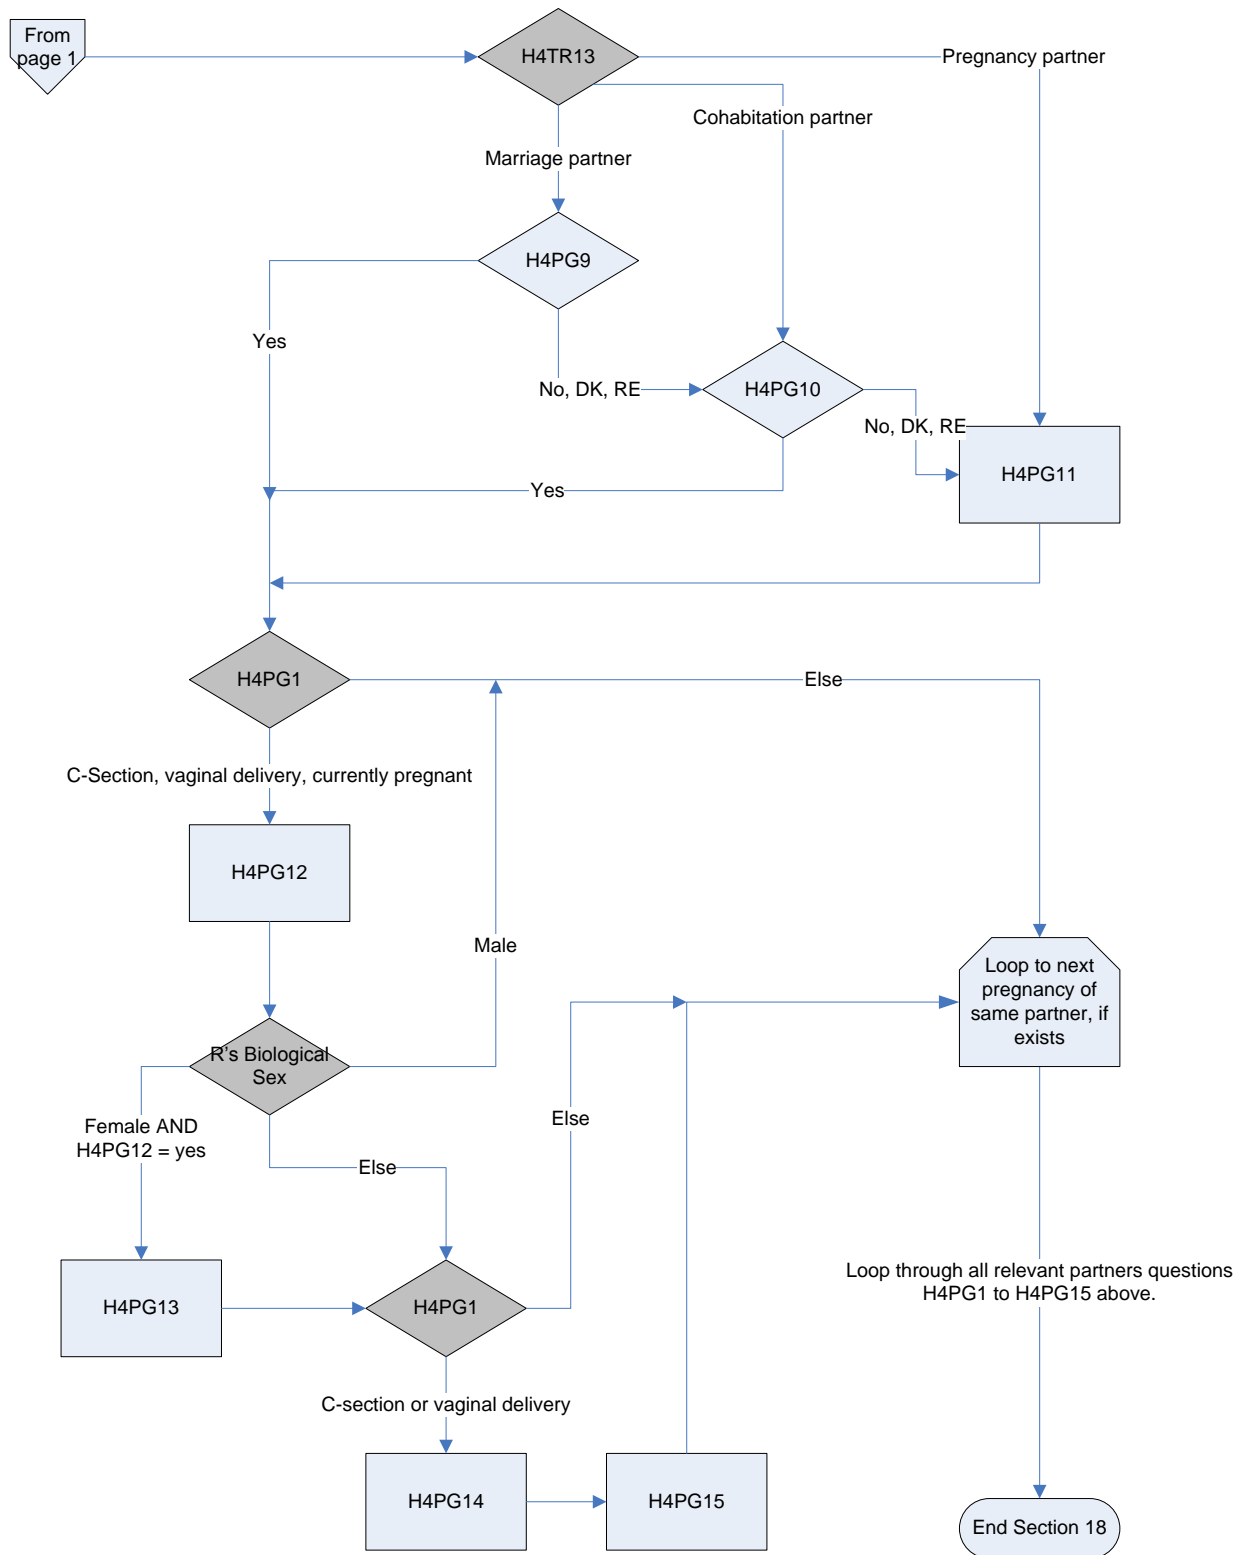 From
page 1
H4TR13
Pregnancy partner
Cohabitation partner
Marriage partner
H4PG9
Yes
No, DK, RE
H4PG10
No, DK, RE
H4PG11
Yes
H4PG1
Else
C-Section, vaginal delivery, currently pregnant
H4PG12
Male
Loop to next
pregnancy of
same partner, if
exists
R's Biological
Sex
Female AND
H4PG12 = yes
Else
Else
H4PG13
H4PG1
Loop through all relevant partners questions
H4PG1 to H4PG15 above.
C-section or vaginal delivery
H4PG14
H4PG15
End Section 18